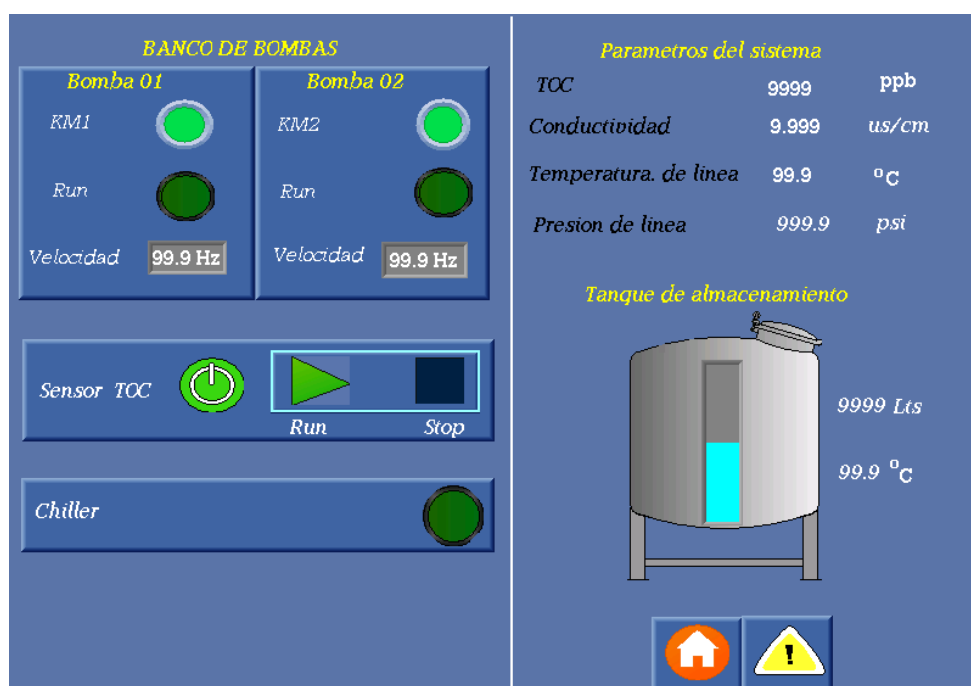 BANCO DE BOMBAS
Bomba 01
KM1
Run
Velocidad 99.9 Hz
Bomba 02
KM2
Run
Velocidad 99.9 Hz
Sensor TOC
Run Stop
Chiller
Parametros del sistema
TOC 9999 ppb
Conductividad 9.999 us/cm
Temperatura. de linea 99.9 °C
Presion de linea 999.9 psi
Tanque de almacenamiento
9999 Lts
99.9 °C
!